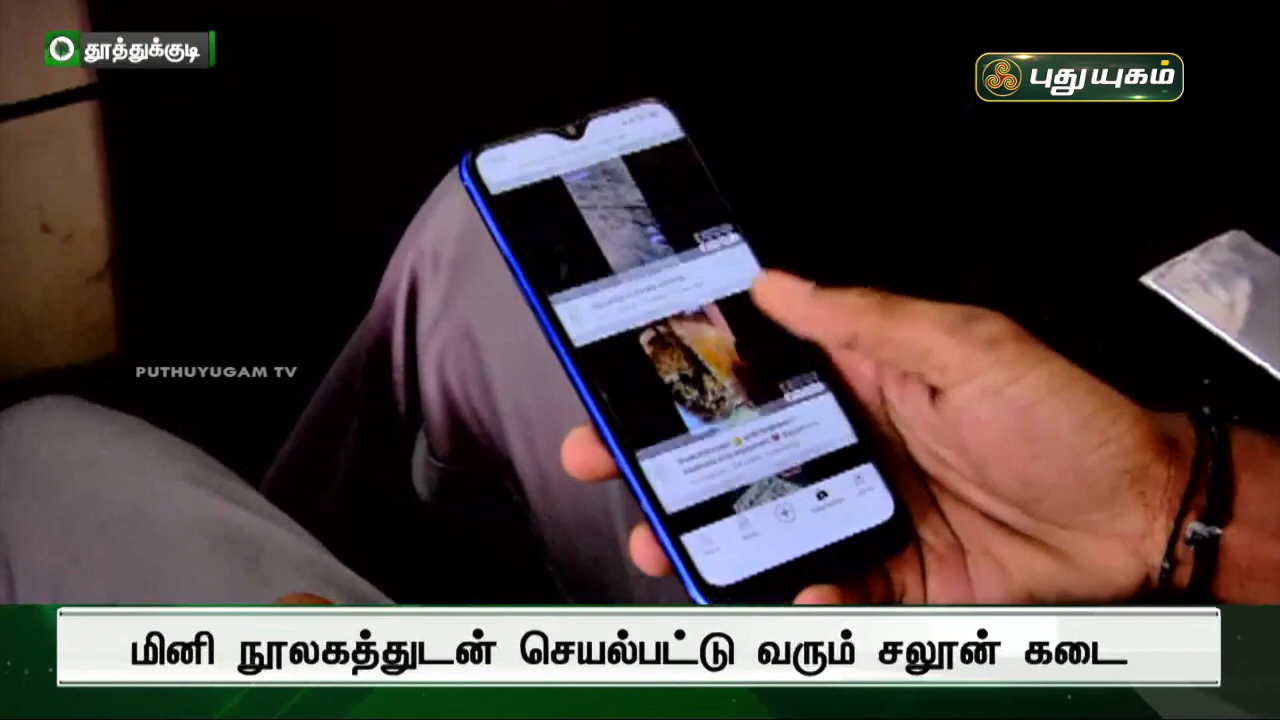 தூத்துக்குடி
புதுயுகம்
PUTHUYUGAM TV
மினி நூலகத்துடன் செயல்பட்டு வரும் சலூன் கடை